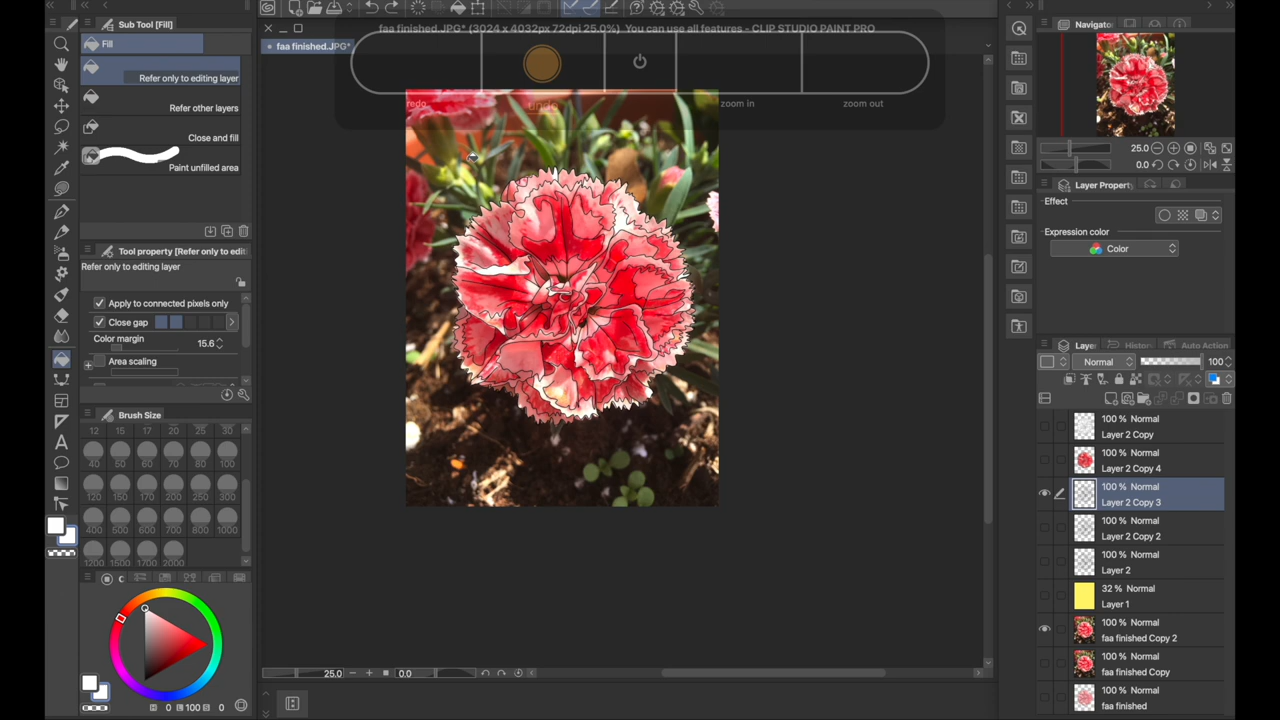 Sub Tool [Fill]
Fill
Refer only to editing layer
Refer other layers
Close and fill
Paint unfilled area
Tool property [Refer only to edit
Refer only to editing layer
Apply to connected pixels only
Close gap
Color margin
15.6
Area scaling
Brush Size
12 15 17 20 25 30
40 50 60 70 80 100
120 150 170 200 250 300
400 500 600 700 800 1000
1200 1500 1700 2000
C
H 0 L 100 S 0
faa finished.JPG* (3024 x 4032px 72dpi 25.0%) You can use all features - CLIP STUDIO PAINT PRO
faa finished.JPG*
redo
undo
zoom in
zoom out
25.0
0.0
Navigator
25.0
0.0
Layer Propert
Effect
Expression color
Color
Layer
Histor
Auto Action
Normal
100
100 % Normal
Layer 2 Copy
100 % Normal
Layer 2 Copy 4
100 % Normal
Layer 2 Copy 3
100 % Normal
Layer 2 Copy 2
100 % Normal
Layer 2
32 % Normal
Layer 1
100 % Normal
faa finished Copy 2
100 % Normal
faa finished Copy
100 % Normal
faa finished